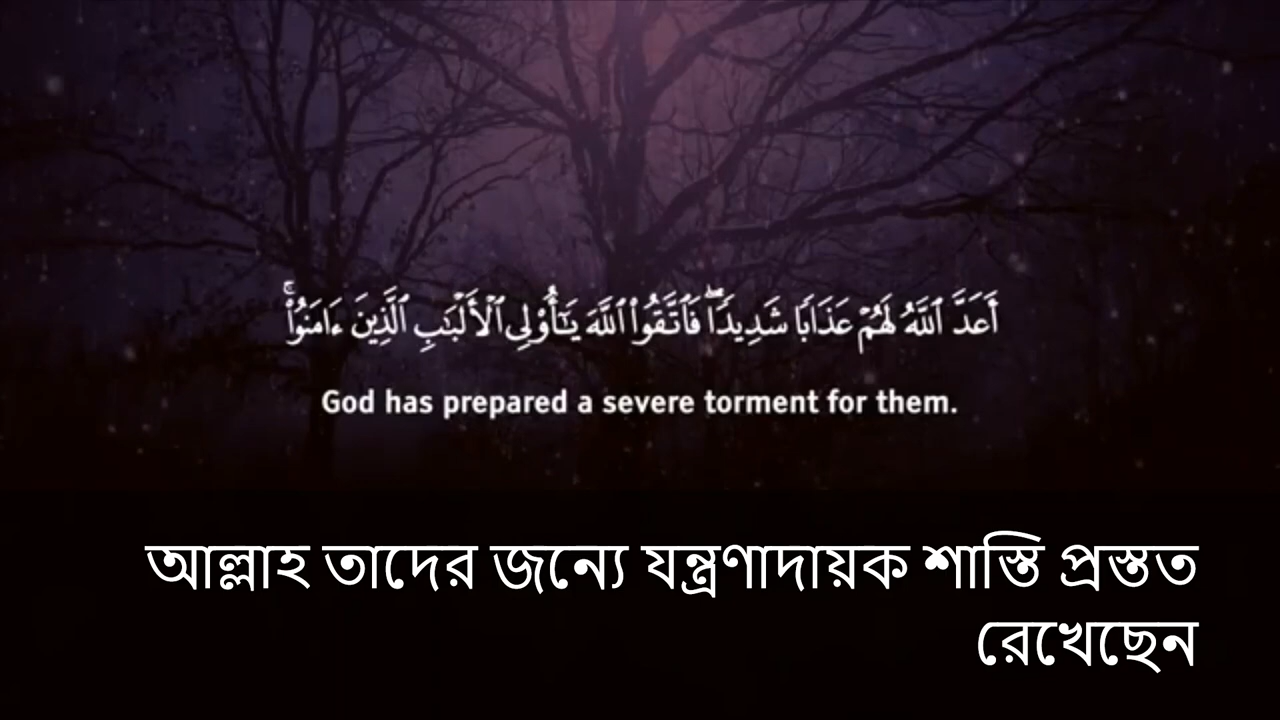 أَعَدَّ ٱللَّهُ لَهُمْ عَذَابًا شَدِيدًاۖ فَٱتَّقُوا۟ ٱللَّهَ يَـٰٓأُو۟لِى ٱلْأَلْبَـٰبِ ٱلَّذِينَ ءَامَنُوا۟ۚ
God has prepared a severe torment for them.
আল্লাহ তাদের জন্যে যন্ত্রণাদায়ক শাস্তি প্রস্তত
রেখেছেন